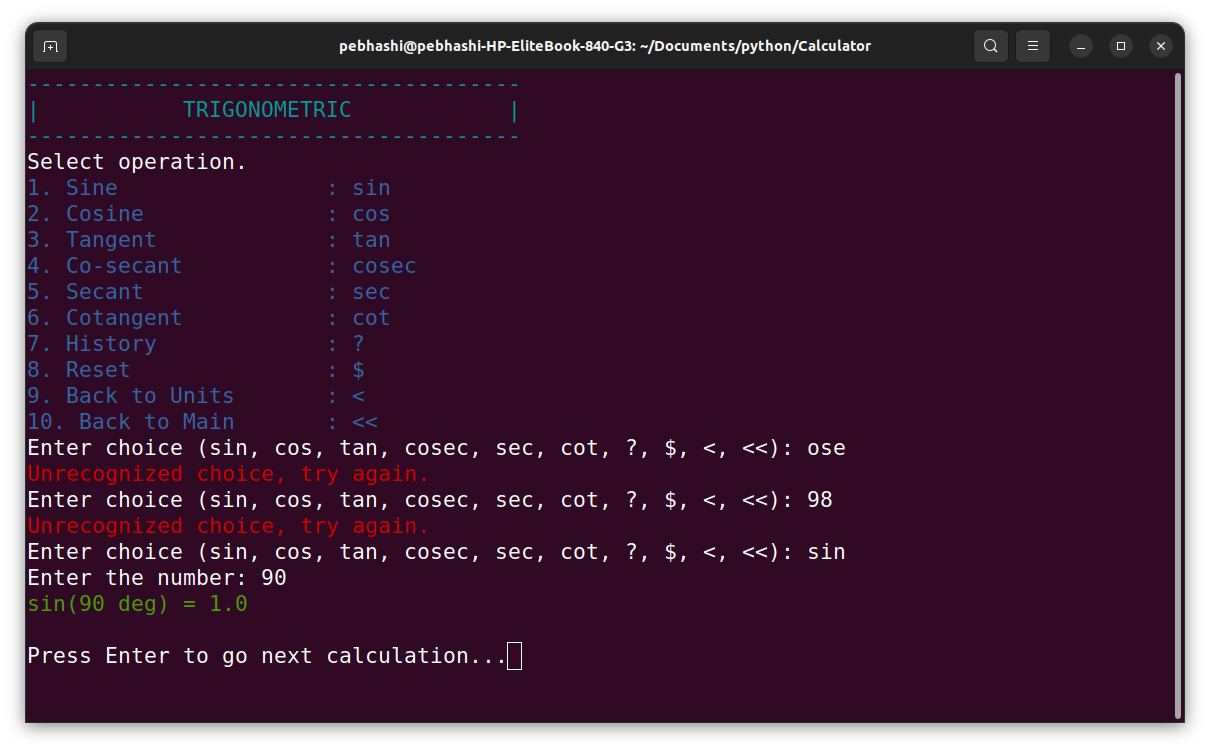 pebhashi@pebhashi-HP-EliteBook-840-G3: ~/Documents/python/Calculator
--------------------------------------
|           TRIGONOMETRIC            |
--------------------------------------
Select operation.
1. Sine                : sin
2. Cosine              : cos
3. Tangent             : tan
4. Co-secant           : cosec
5. Secant              : sec
6. Cotangent           : cot
7. History             : ?
8. Reset               : $
9. Back to Units       : <
10. Back to Main       : <<
Enter choice (sin, cos, tan, cosec, sec, cot, ?, $, <, <<): ose
Unrecognized choice, try again.
Enter choice (sin, cos, tan, cosec, sec, cot, ?, $, <, <<): 98
Unrecognized choice, try again.
Enter choice (sin, cos, tan, cosec, sec, cot, ?, $, <, <<): sin
Enter the number: 90
sin(90 deg) = 1.0
Press Enter to go next calculation...